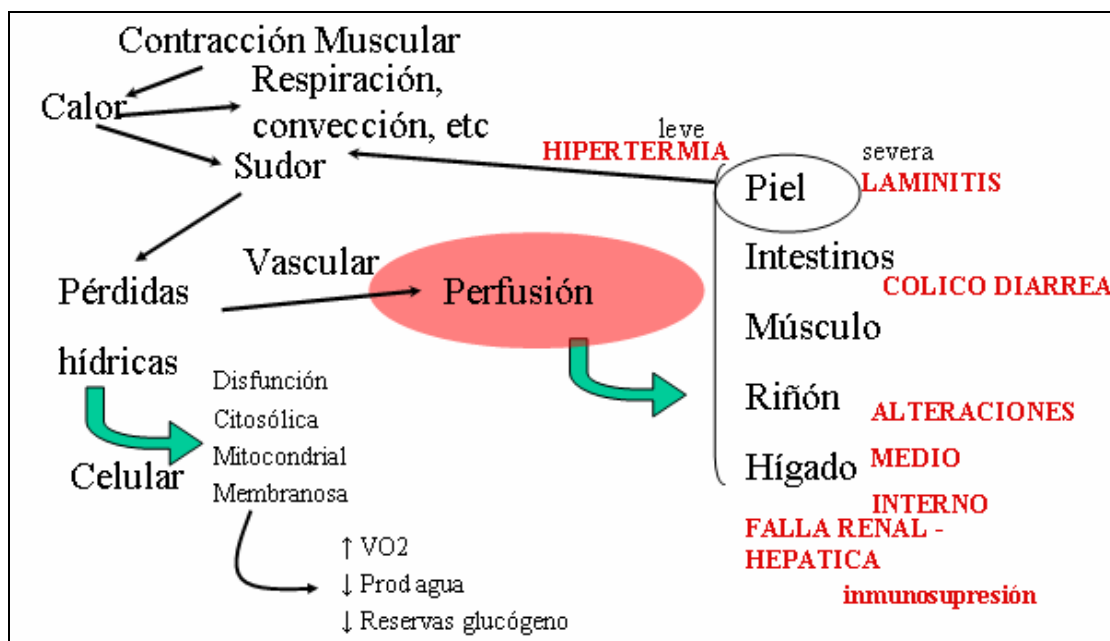 Contracción Muscular
Calor
Respiración,
convección, etc
Sudor
Pérdidas
hídricas
Vascular
Perfusión
Celular
Disfunción
Citosólica
Mitocondrial
Membranosa
↑ VO2
↓ Prod agua
↓ Reservas glucógeno
leve
HIPERTERMIA
severa
Piel
LAMINITIS
Intestinos
COLICO DIARREA
Músculo
Riñón
ALTERACIONES
Hígado
MEDIO
INTERNO
FALLA RENAL -
HEPATICA
inmunosupresión